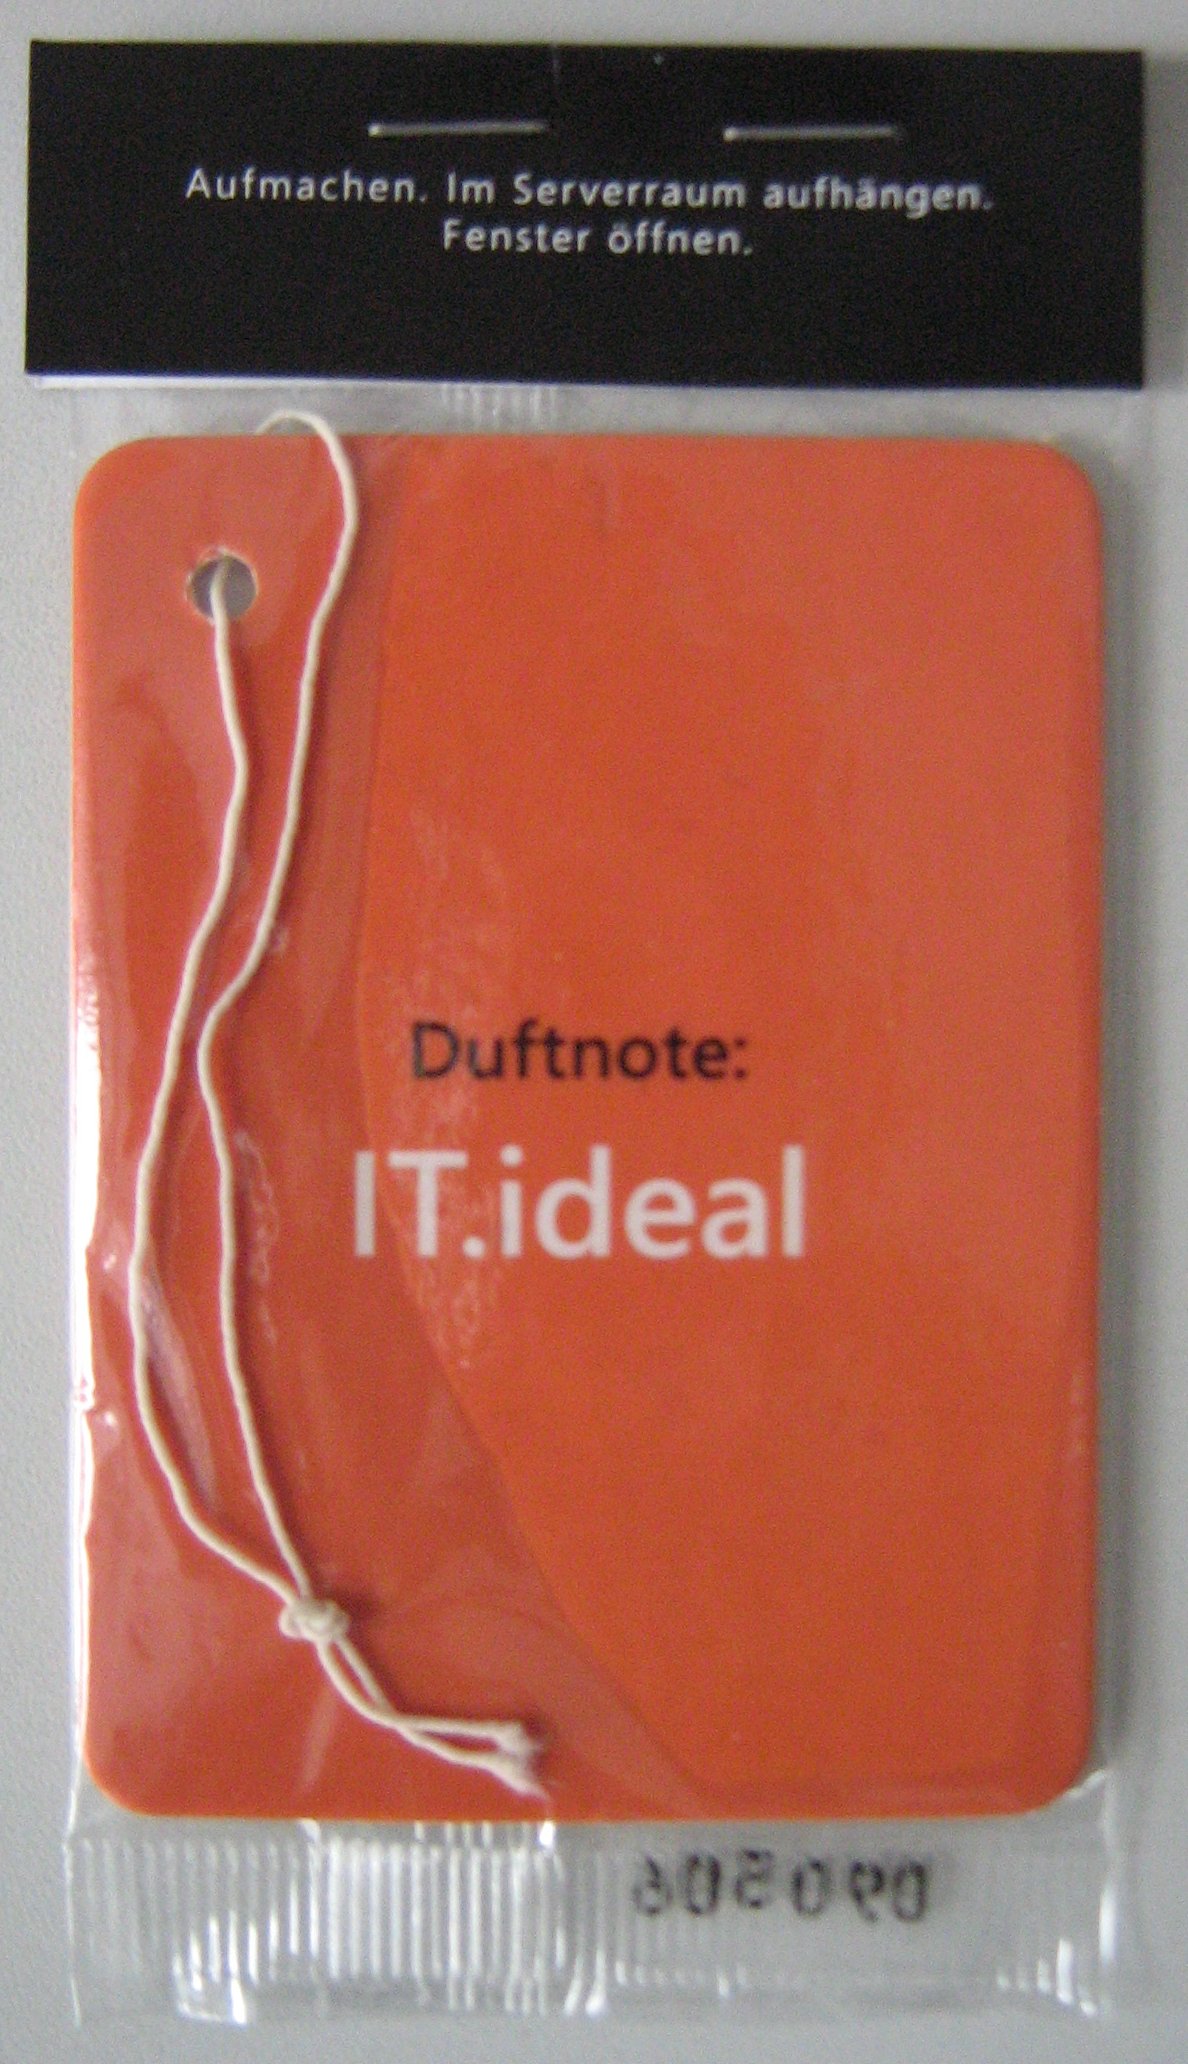 Aufmachen. Im Serverraum aufhängen.
Fenster öffnen.
Duftnote:
IT.ideal
090506